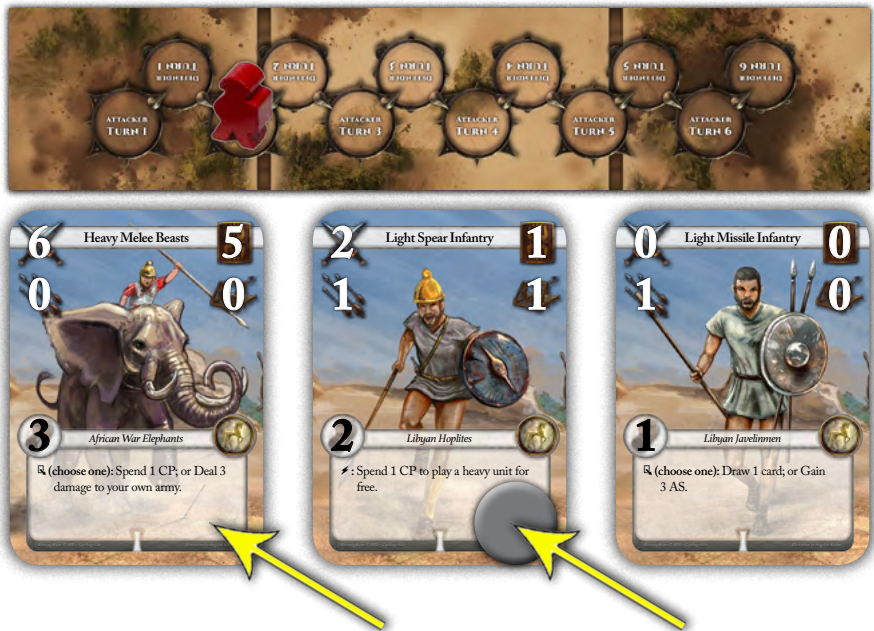 TURN 1
DEFENDER
TURN 2
DEFENDER
TURN 3
DEFENDER
TURN 4
DEFENDER
TURN 5
DEFENDER
TURN 6
DEFENDER
ATTACKER
TURN 1
ATTACKER
TURN 3
ATTACKER
TURN 4
ATTACKER
TURN 5
ATTACKER
TURN 6
6 Heavy Melee Beasts 5
0 0
3 African War Elephants
(choose one): Spend 1 CP; or Deal 3
damage to your own army.
2 Light Spear Infantry 1
1 1
2 Libyan Hoplites
: Spend 1 CP to play a heavy unit for
free.
0 Light Missile Infantry 0
1 0
1 Libyan Javelinmen
(choose one): Draw 1 card; or Gain
3 AS.